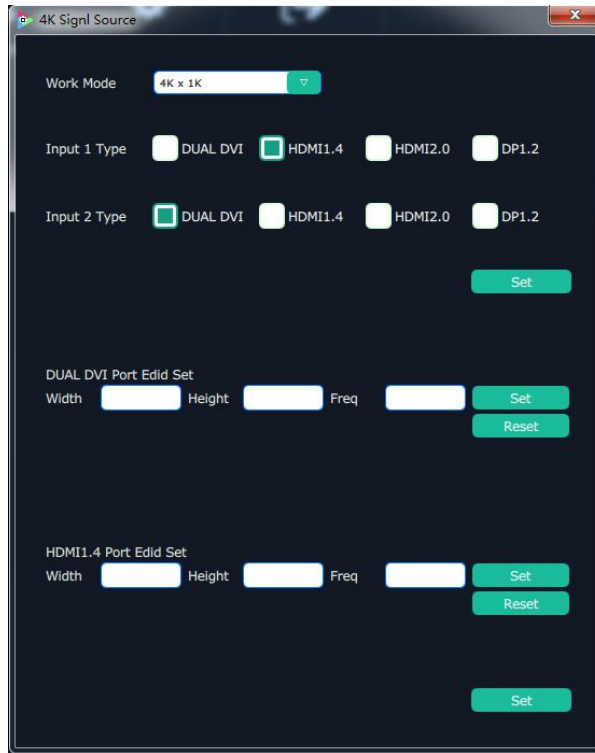 4K Signl Source
Work Mode 4K x 1K
Input 1 Type DUAL DVI HDMI1.4 HDMI2.0 DP1.2
Input 2 Type DUAL DVI HDMI1.4 HDMI2.0 DP1.2
Set
DUAL DVI Port Edid Set
Width Height Freq Set
Reset
HDMI1.4 Port Edid Set
Width Height Freq Set
Reset
Set